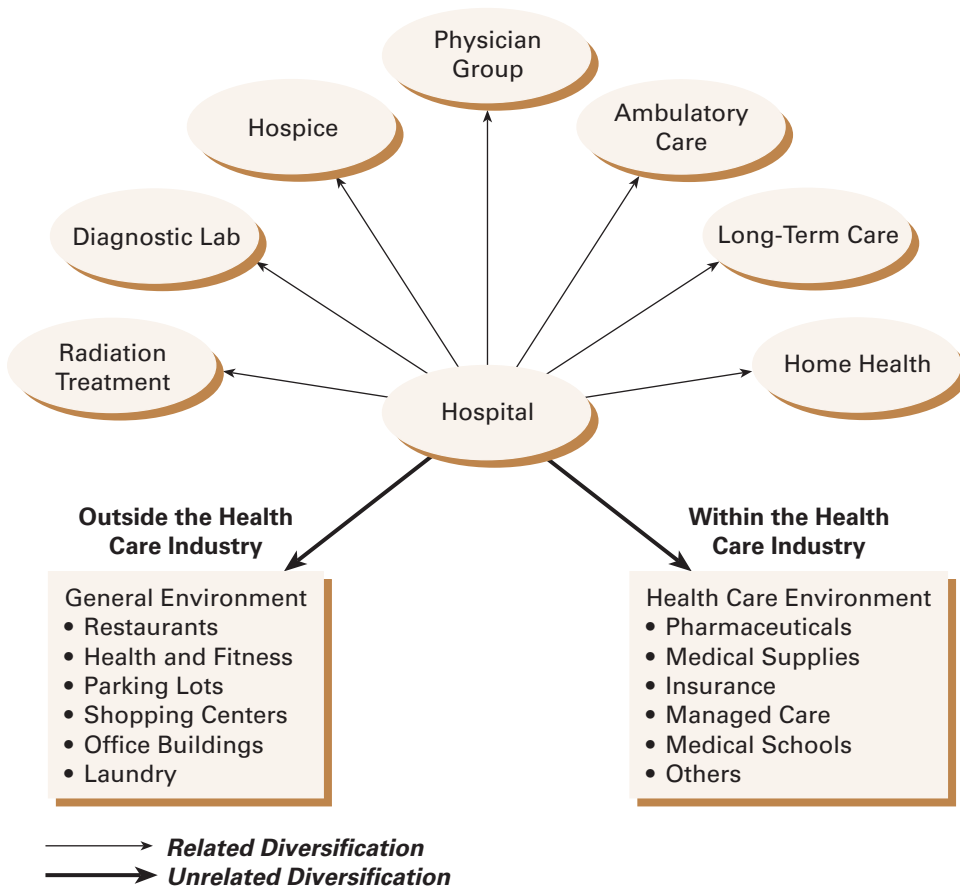 Physician
Group
Hospice
Ambulatory
Care
Diagnostic Lab
Long-Term Care
Radiation
Treatment
Home Health
Hospital
Outside the Health
Care Industry
General Environment
• Restaurants
• Health and Fitness
• Parking Lots
• Shopping Centers
• Office Buildings
• Laundry
Within the Health
Care Industry
Health Care Environment
• Pharmaceuticals
• Medical Supplies
• Insurance
• Managed Care
• Medical Schools
• Others
Related Diversification
Unrelated Diversification